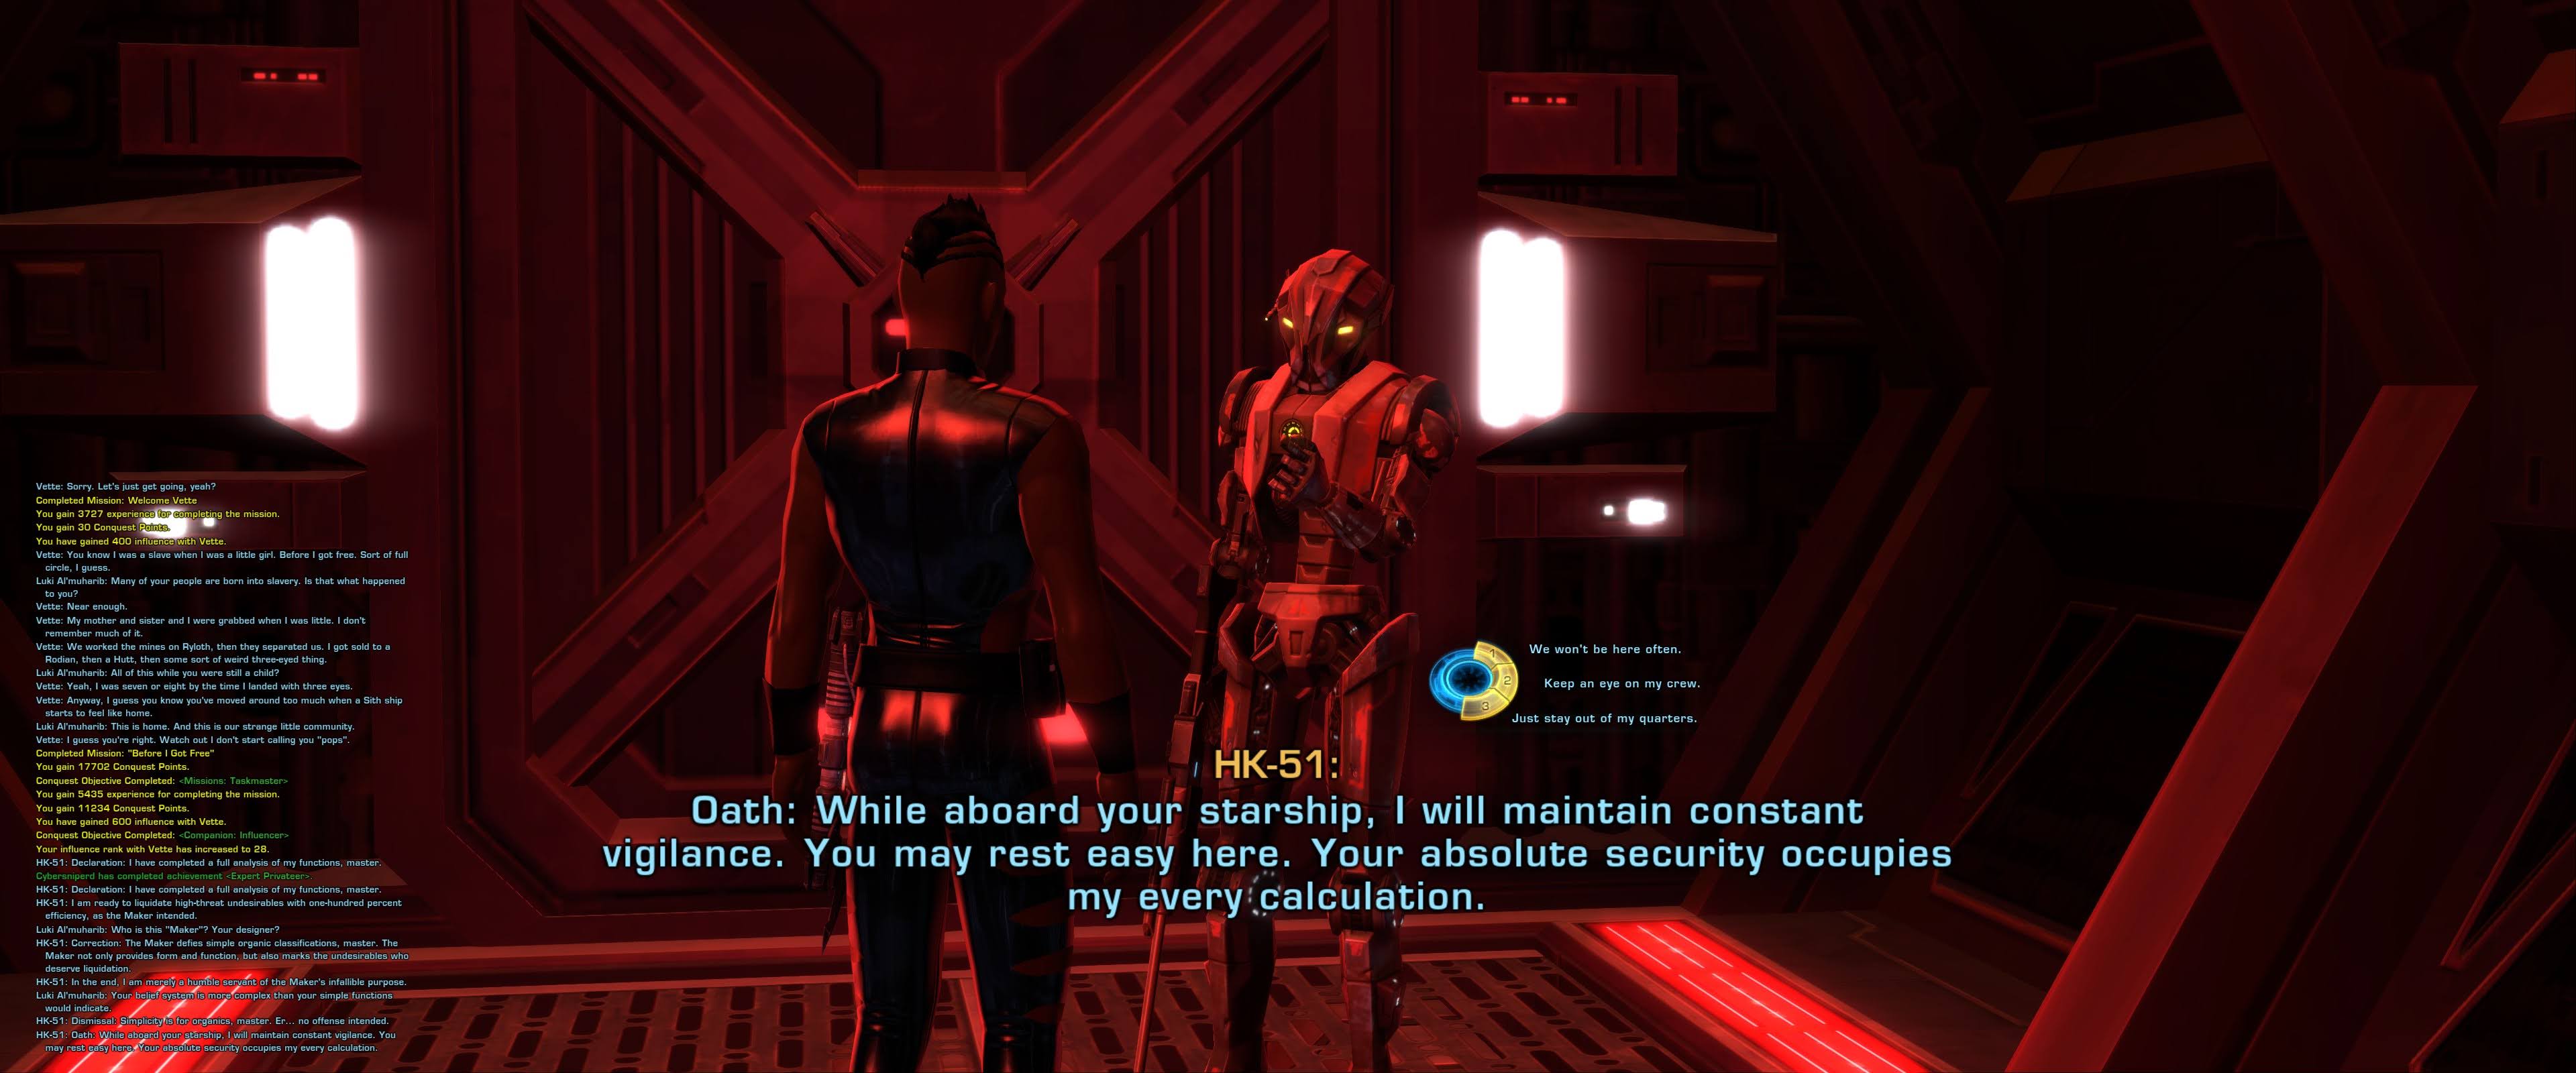 Vette: Sorry. Let's just get going, yeah?
Completed Mission: Welcome Vette
You gain 3727 experience for completing the mission.
You gain 30 Conquest Points.
You have gained 400 influence with Vette.
Vette: You know I was a slave when I was a little girl. Before I got free. Sort of full
circle, I guess.
Luki Al'muharib: Many of your people are born into slavery. Is that what happened
to you?
Vette: Near enough.
Vette: My mother and sister and I were grabbed when I was little. I don't
remember much of it.
Vette: We worked the mines on Ryloth, then they separated us. I got sold to a
Rodian, then a Hutt, then some sort of weird three-eyed thing.
Luki Al'muharib: All of this while you were still a child?
Vette: Yeah, I was seven or eight by the time I landed with three eyes.
Vette: Anyway, I guess you know you've moved around too much when a Sith ship
starts to feel like home.
Luki Al'muharib: This is home. And this is our strange little community.
Vette: I guess you're right. Watch out I don't start calling you "pops".
Completed Mission: "Before I Got Free"
You gain 17702 Conquest Points.
Conquest Objective Completed: <Missions: Taskmaster>
You gain 5435 experience for completing the mission.
You gain 11234 Conquest Points.
You have gained 600 influence with Vette.
Conquest Objective Completed: <Companion: Influencer>
Your influence rank with Vette has increased to 28.
HK-51: Declaration: I have completed a full analysis of my functions, master.
Cybersniperd has completed achievement <Expert Privateer>.
HK-51: Declaration: I have completed a full analysis of my functions, master.
HK-51: I am ready to liquidate high-threat undesirables with one-hundred percent
efficiency, as the Maker intended.
Luki Al'muharib: Who is this "Maker"? Your designer?
HK-51: Correction: The Maker defies simple organic classifications, master. The
Maker not only provides form and function, but also marks the undesirables who
deserve liquidation.
HK-51: In the end, I am merely a humble servant of the Maker's infallible purpose.
Luki Al'muharib: Your belief system is more complex than your simple functions
would indicate.
HK-51: Dismissal: Simplicity is for organics, master. Er... no offense intended.
HK-51: Oath: While aboard your starship, I will maintain constant vigilance. You
may rest easy here. Your absolute security occupies my every calculation.
1 We won't be here often.
2 Keep an eye on my crew.
3 Just stay out of my quarters.
HK-51:
Oath: While aboard your starship, I will maintain constant
vigilance. You may rest easy here. Your absolute security occupies
my every calculation.